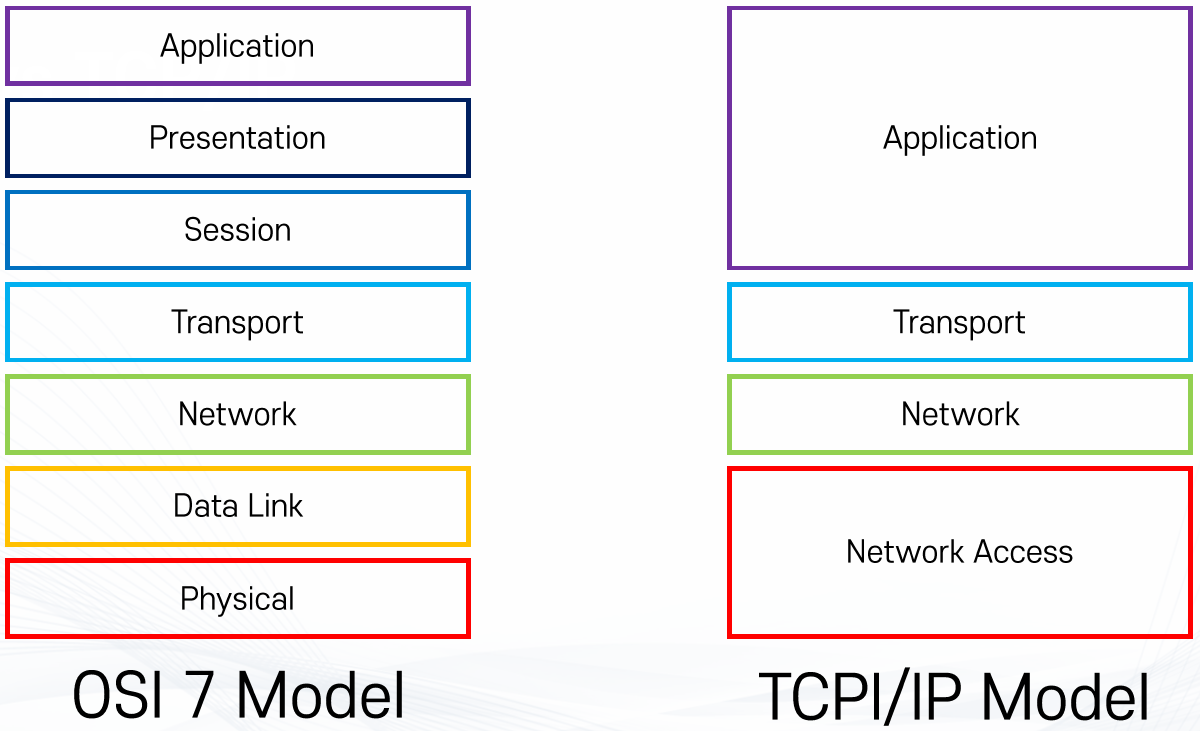 Application
Presentation
Session
Transport
Network
Data Link
Physical
OSI 7 Model
Application
Transport
Network
Network Access
TCPI/IP Model